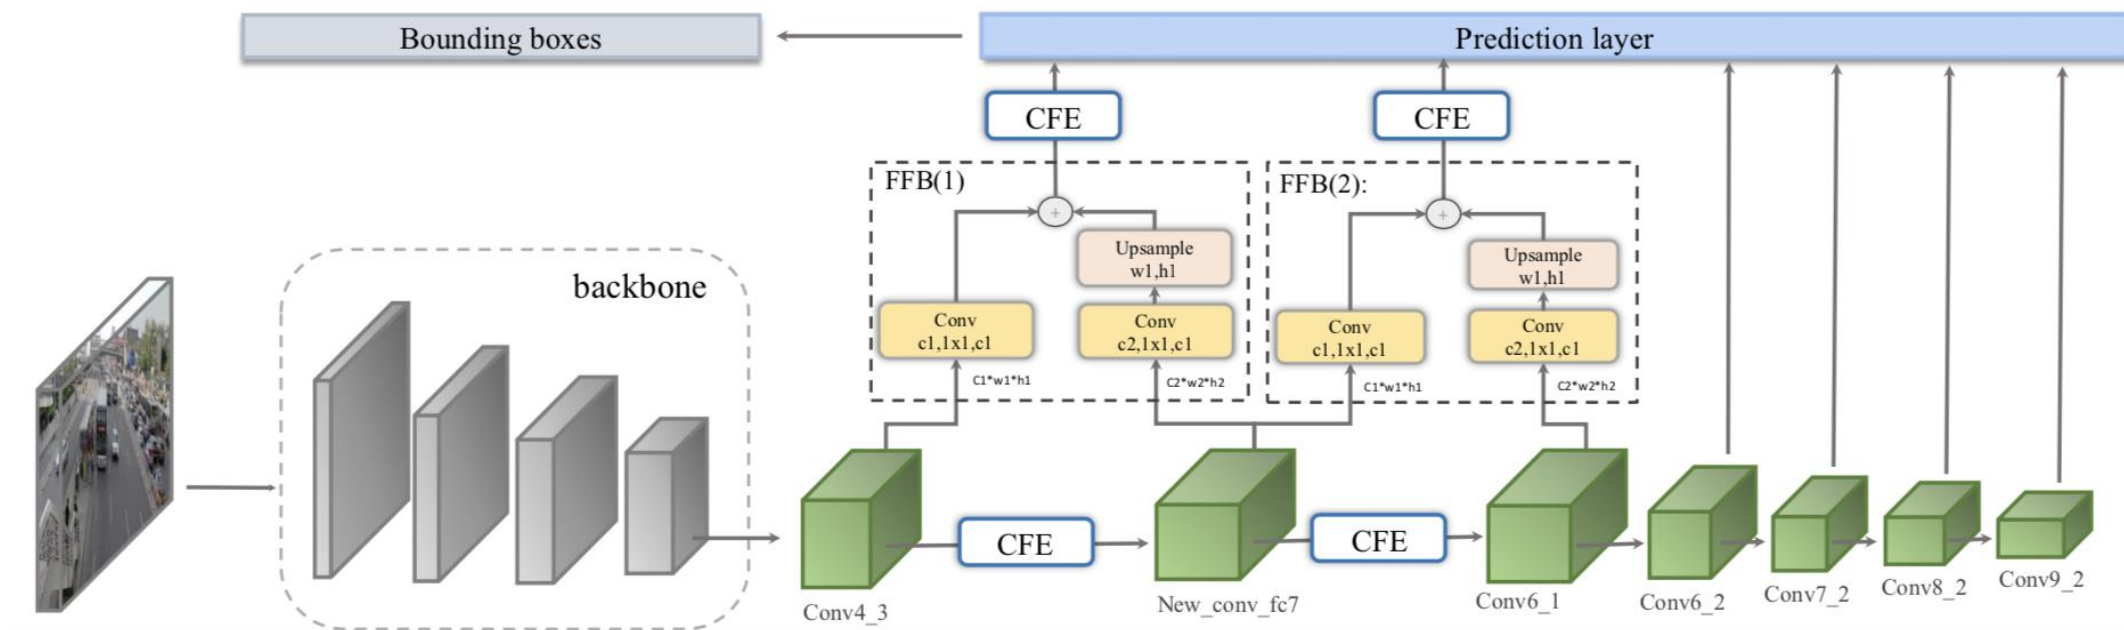 Bounding boxes
Prediction layer
CFE
CFE
FFB(1)
FFB(2):
+
+
Upsample
w1,h1
Upsample
w1,h1
backbone
Conv
c1,1x1,c1
Conv
c2,1x1,c1
Conv
c1,1x1,c1
Conv
c2,1x1,c1
C1*w1*h1
C2*w2*h2
C1*w1*h1
C2*w2*h2
CFE
CFE
Conv4_3
New_conv_fc7
Conv6_1
Conv6_2
Conv7_2
Conv8_2
Conv9_2